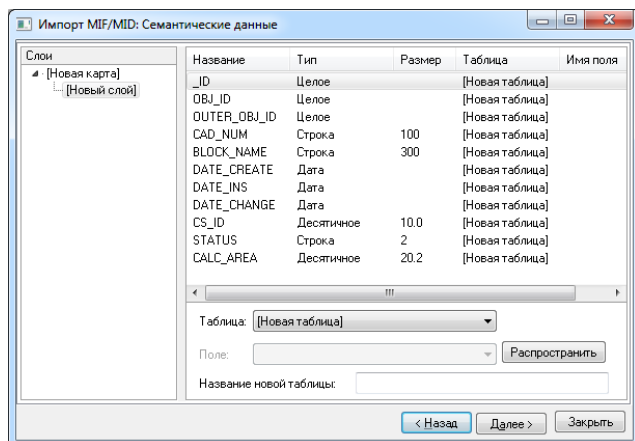 Импорт MIF/MID: Семантические данные
Слои
[Новая карта]
[Новый слой]
Название Тип Размер Таблица Имя поля
_ID Целое [Новая таблица]
OBJ_ID Целое [Новая таблица]
OUTER_OBJ_ID Целое [Новая таблица]
CAD_NUM Строка 100 [Новая таблица]
BLOCK_NAME Строка 300 [Новая таблица]
DATE_CREATE Дата [Новая таблица]
DATE_INS Дата [Новая таблица]
DATE_CHANGE Дата [Новая таблица]
CS_ID Десятичное 10.0 [Новая таблица]
STATUS Строка 2 [Новая таблица]
CALC_AREA Десятичное 20.2 [Новая таблица]
Таблица: [Новая таблица]
Поле: Распространить
Название новой таблицы:
< Назад Далее > Закрыть